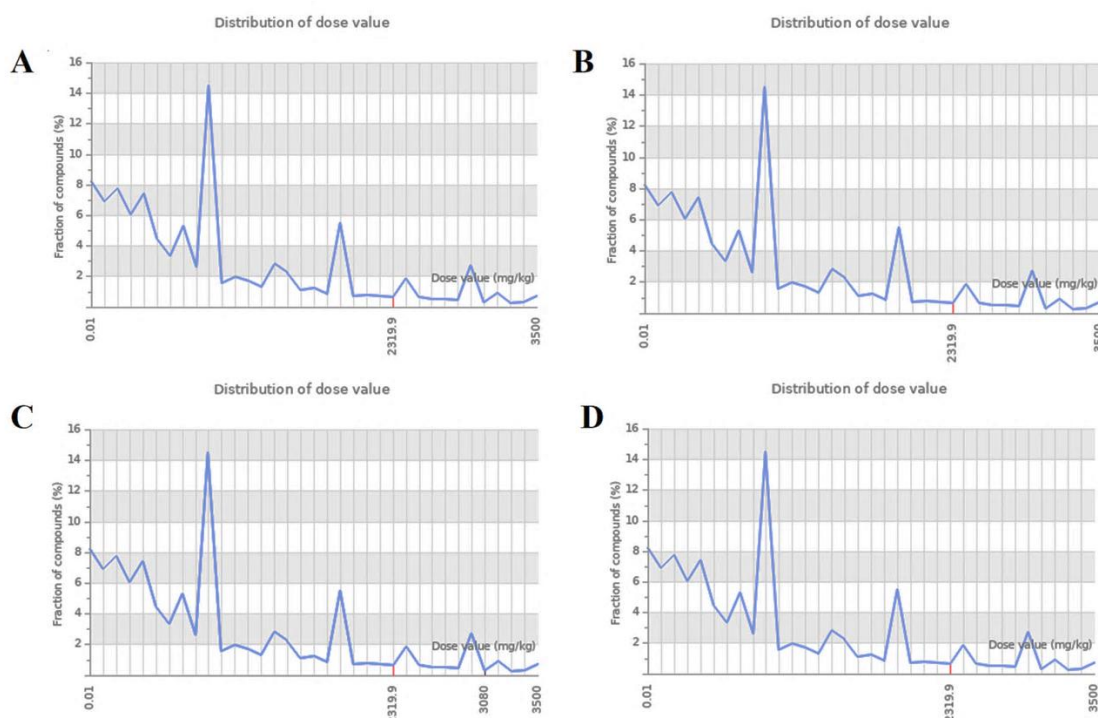 Distribution of dose value
A
Fraction of compounds (%)
16
14
12
10
8
6
4
2
Dose value (mg/kg)
0.01
2319.9
3500
Distribution of dose value
B
Fraction of compounds (%)
16
14
12
10
8
6
4
2
Dose value (mg/kg)
0.01
2319.9
3500
Distribution of dose value
C
Fraction of compounds (%)
16
14
12
10
8
6
4
2
Dose value (mg/kg)
0.01
2319.9
3080
3500
Distribution of dose value
D
Fraction of compounds (%)
16
14
12
10
8
6
4
2
Dose value (mg/kg)
0.01
2319.9
3500